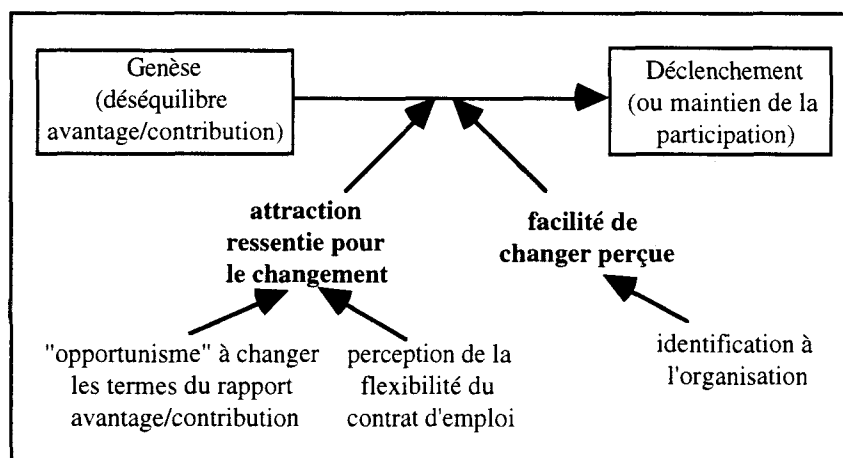 Genèse
(déséquilibre
avantage/contribution)
Déclenchement
(ou maintien de la
participation)
attraction
ressentie pour
le changement
facilité de
changer perçue
"opportunisme" à changer
les termes du rapport
avantage/contribution
perception de la
flexibilité du
contrat d'emploi
identification à
l'organisation